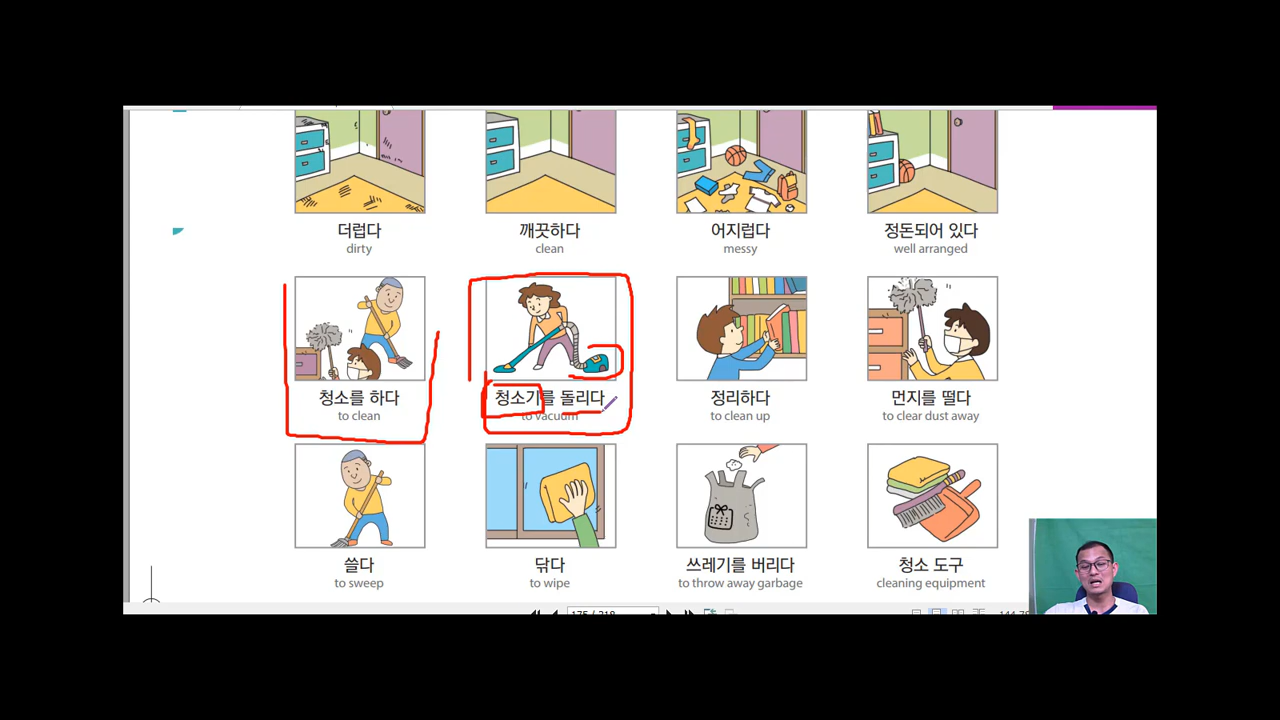 더럽다 깨끗하다 어지럽다 정돈되어 있다
dirty clean messy well arranged
청소를 하다 청소기를 돌리다 정리하다 먼지를 떨다
to clean to vacuum to clean up to clear dust away
쓸다 닦다 쓰레기를 버리다 청소 도구
to sweep to wipe to throw away garbage cleaning equipment